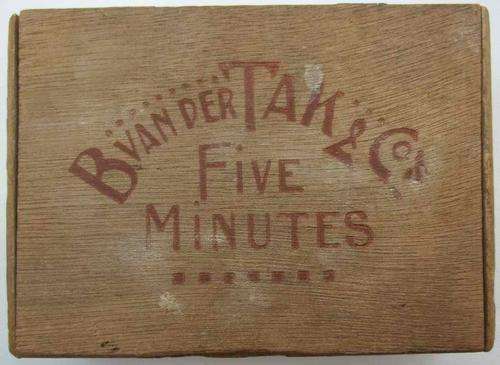 B VAN DER TAK & Co's
FIVE
MINUTES